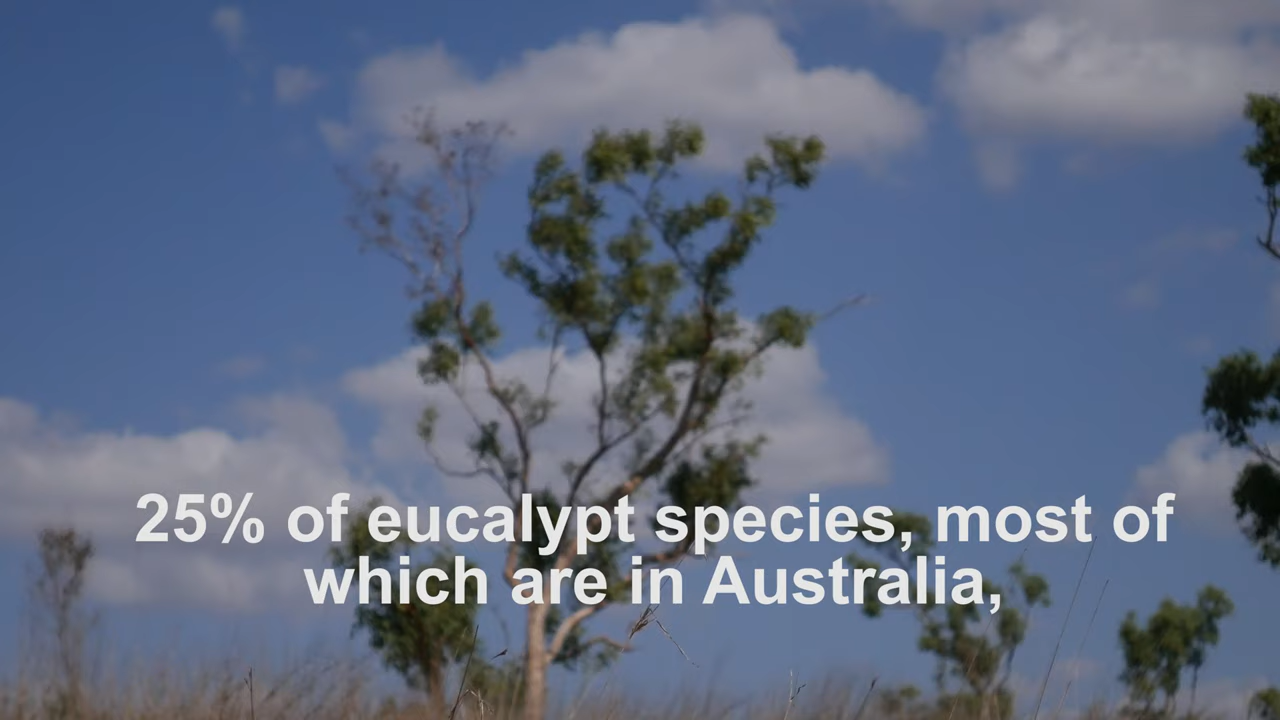 25% of eucalypt species, most of
which are in Australia,